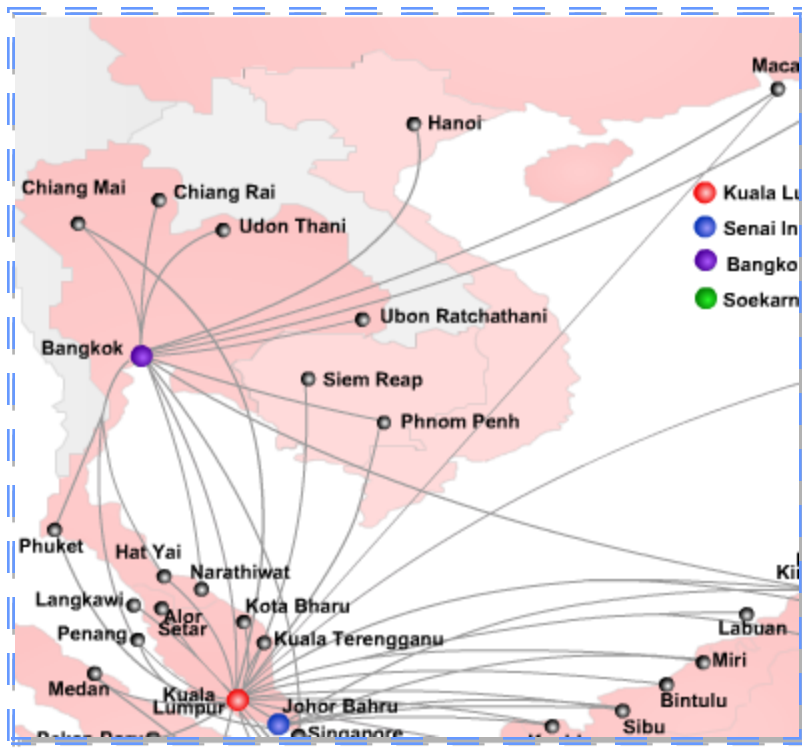 Maca
Hanoi
Chiang Mai
Chiang Rai
Kuala Lu
Udon Thani
Senai In
Bangko
Soekarn
Ubon Ratchathani
Bangkok
Siem Reap
Phnom Penh
Phuket
Hat Yai
Narathiwat
Kin
Langkawi
Kota Bharu
Alor
Setar
Labuan
Penang
Kuala Terengganu
Miri
Medan
Kuala
Lumpur
Bintulu
Johor Bahru
Sibu
Singapore